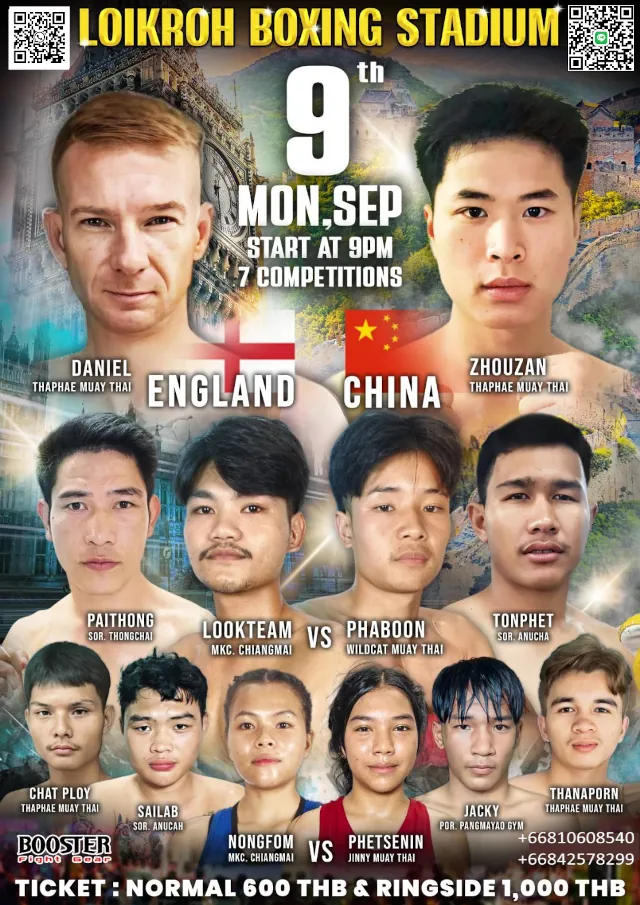 LOIKROH BOXING STADIUM
9th
MON,SEP
START AT 9PM
7 COMPETITIONS
DANIEL
THAPHAE MUAY THAI
ENGLAND
CHINA
ZHOUZAN
THAPHAE MUAY THAI
PAITHONG
SOR. THONGCHAI
LOOKTEAM
MKC. CHIANGMAI
VS
PHABOON
WILDCAT MUAY THAI
TONPHET
SOR. ANUCHA
CHAT PLOY
THAPHAE MUAY THAI
SAILAB
SOR. ANUCAH
NONGFOM
MKC. CHIANGMAI
VS
PHETSENIN
JINNY MUAY THAI
JACKY
POR. PANGMAYAO GYM
THANAPORN
THAPHAE MUAY THAI
BOOSTER
Fight Gear
+66810608540
+66842578299
TICKET : NORMAL 600 THB & RINGSIDE 1,000 THB